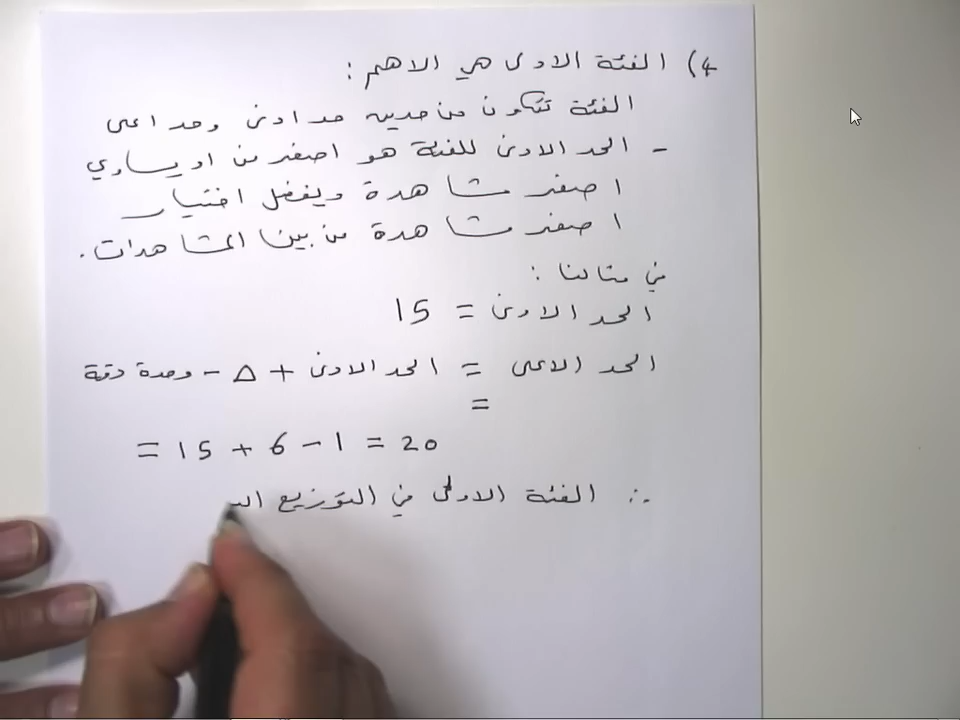 4) الفئة الاولى هي الاهم :
الفئة تتكون من حدين حد ادنى وحد اعلى
- الحد الادنى للفئة هو اصغر من او يساوي
اصغر مشاهدة ويفضل اختيار
اصغر مشاهدة من بين المشاهدات .
في مثالنا :
الحد الادنى = 15
الحد الاعلى = الحد الادنى + Δ - وحدة دقة
=
= 15 + 6 - 1 = 20
∴ الفئة الاولى في التوزيع